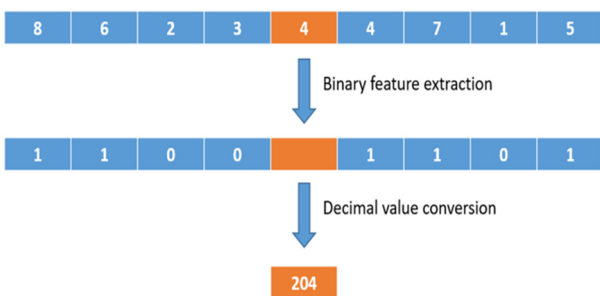 8 6 2 3 4 4 7 1 5
Binary feature extraction
1 1 0 0 1 1 0 1
Decimal value conversion
204